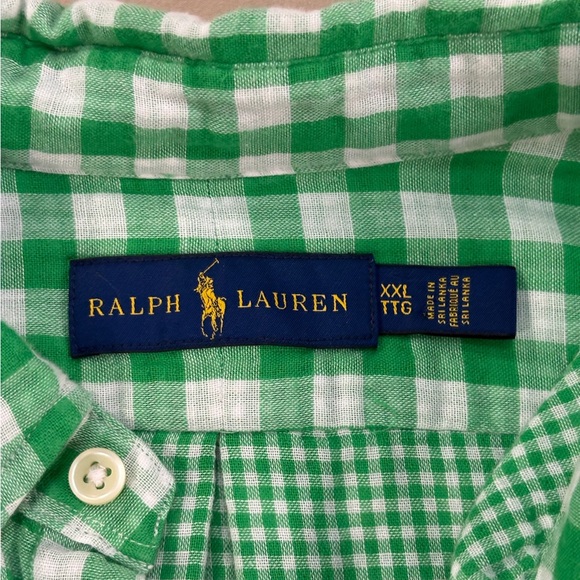 RALPH LAUREN
XXL
TTG
MADE IN
SRI LANKA
FABRIQUÉ AU
SRI LANKA